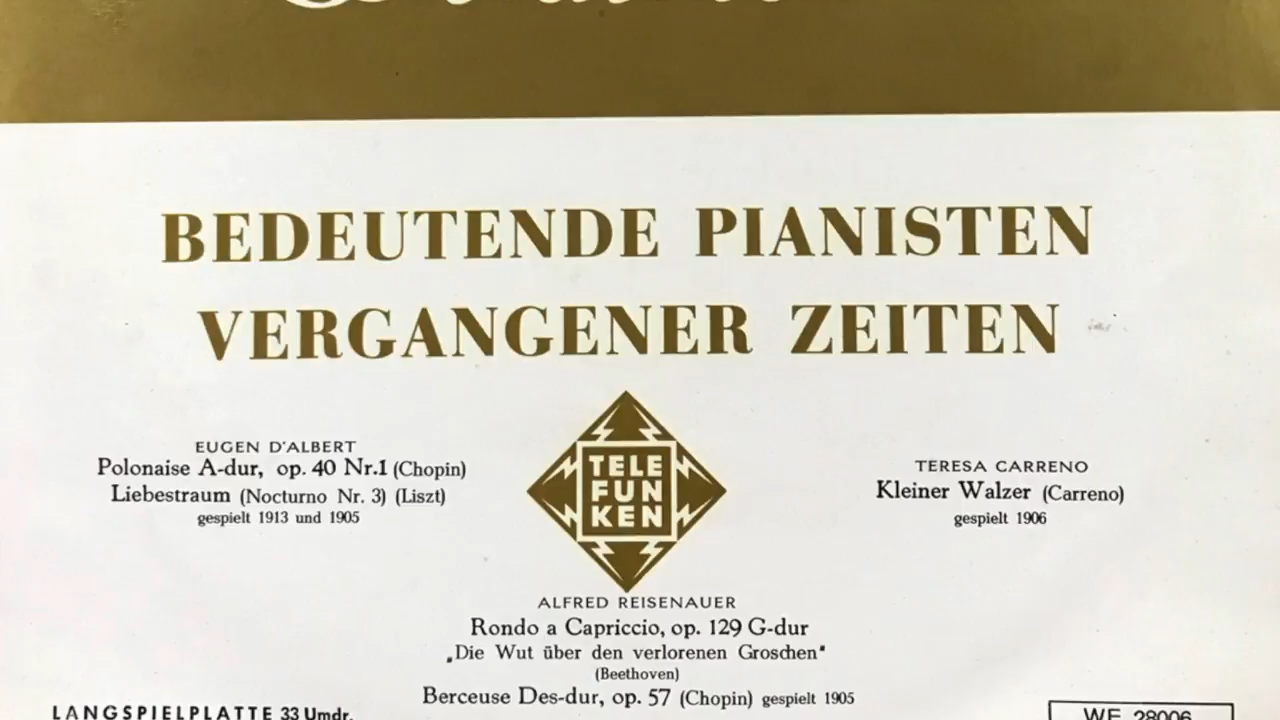 BEDEUTENDE PIANISTEN
VERGANGENER ZEITEN
EUGEN D'ALBERT
Polonaise A-dur, op. 40 Nr.1 (Chopin)
Liebestraum (Nocturno Nr. 3) (Liszt)
gespielt 1913 und 1905
TELE
FUN
KEN
TERESA CARRENO
Kleiner Walzer (Carreno)
gespielt 1906
ALFRED REISENAUER
Rondo a Capriccio, op. 129 G-dur
„Die Wut über den verlorenen Groschen"
(Beethoven)
Berceuse Des-dur, op. 57 (Chopin) gespielt 1905
LANGSPIELPLATTE 33 Umdr.
WE 28006